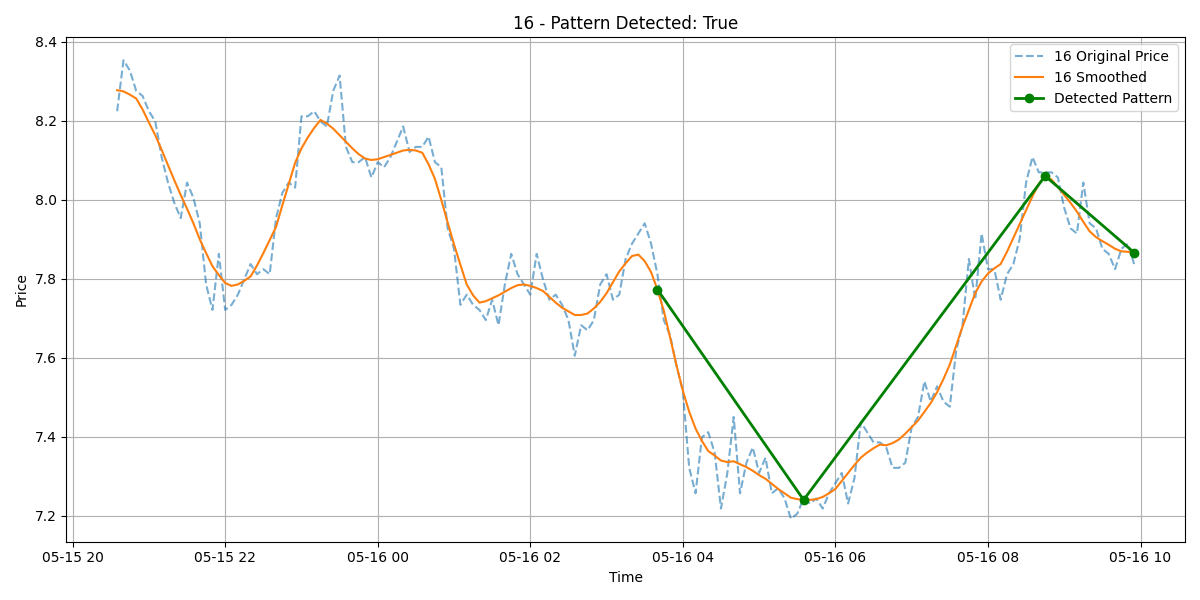 16 - Pattern Detected: True
16 Original Price
16 Smoothed
Detected Pattern
Price
8.4
8.2
8.0
7.8
7.6
7.4
7.2
05-15 20 05-15 22 05-16 00 05-16 02 05-16 04 05-16 06 05-16 08 05-16 10
Time